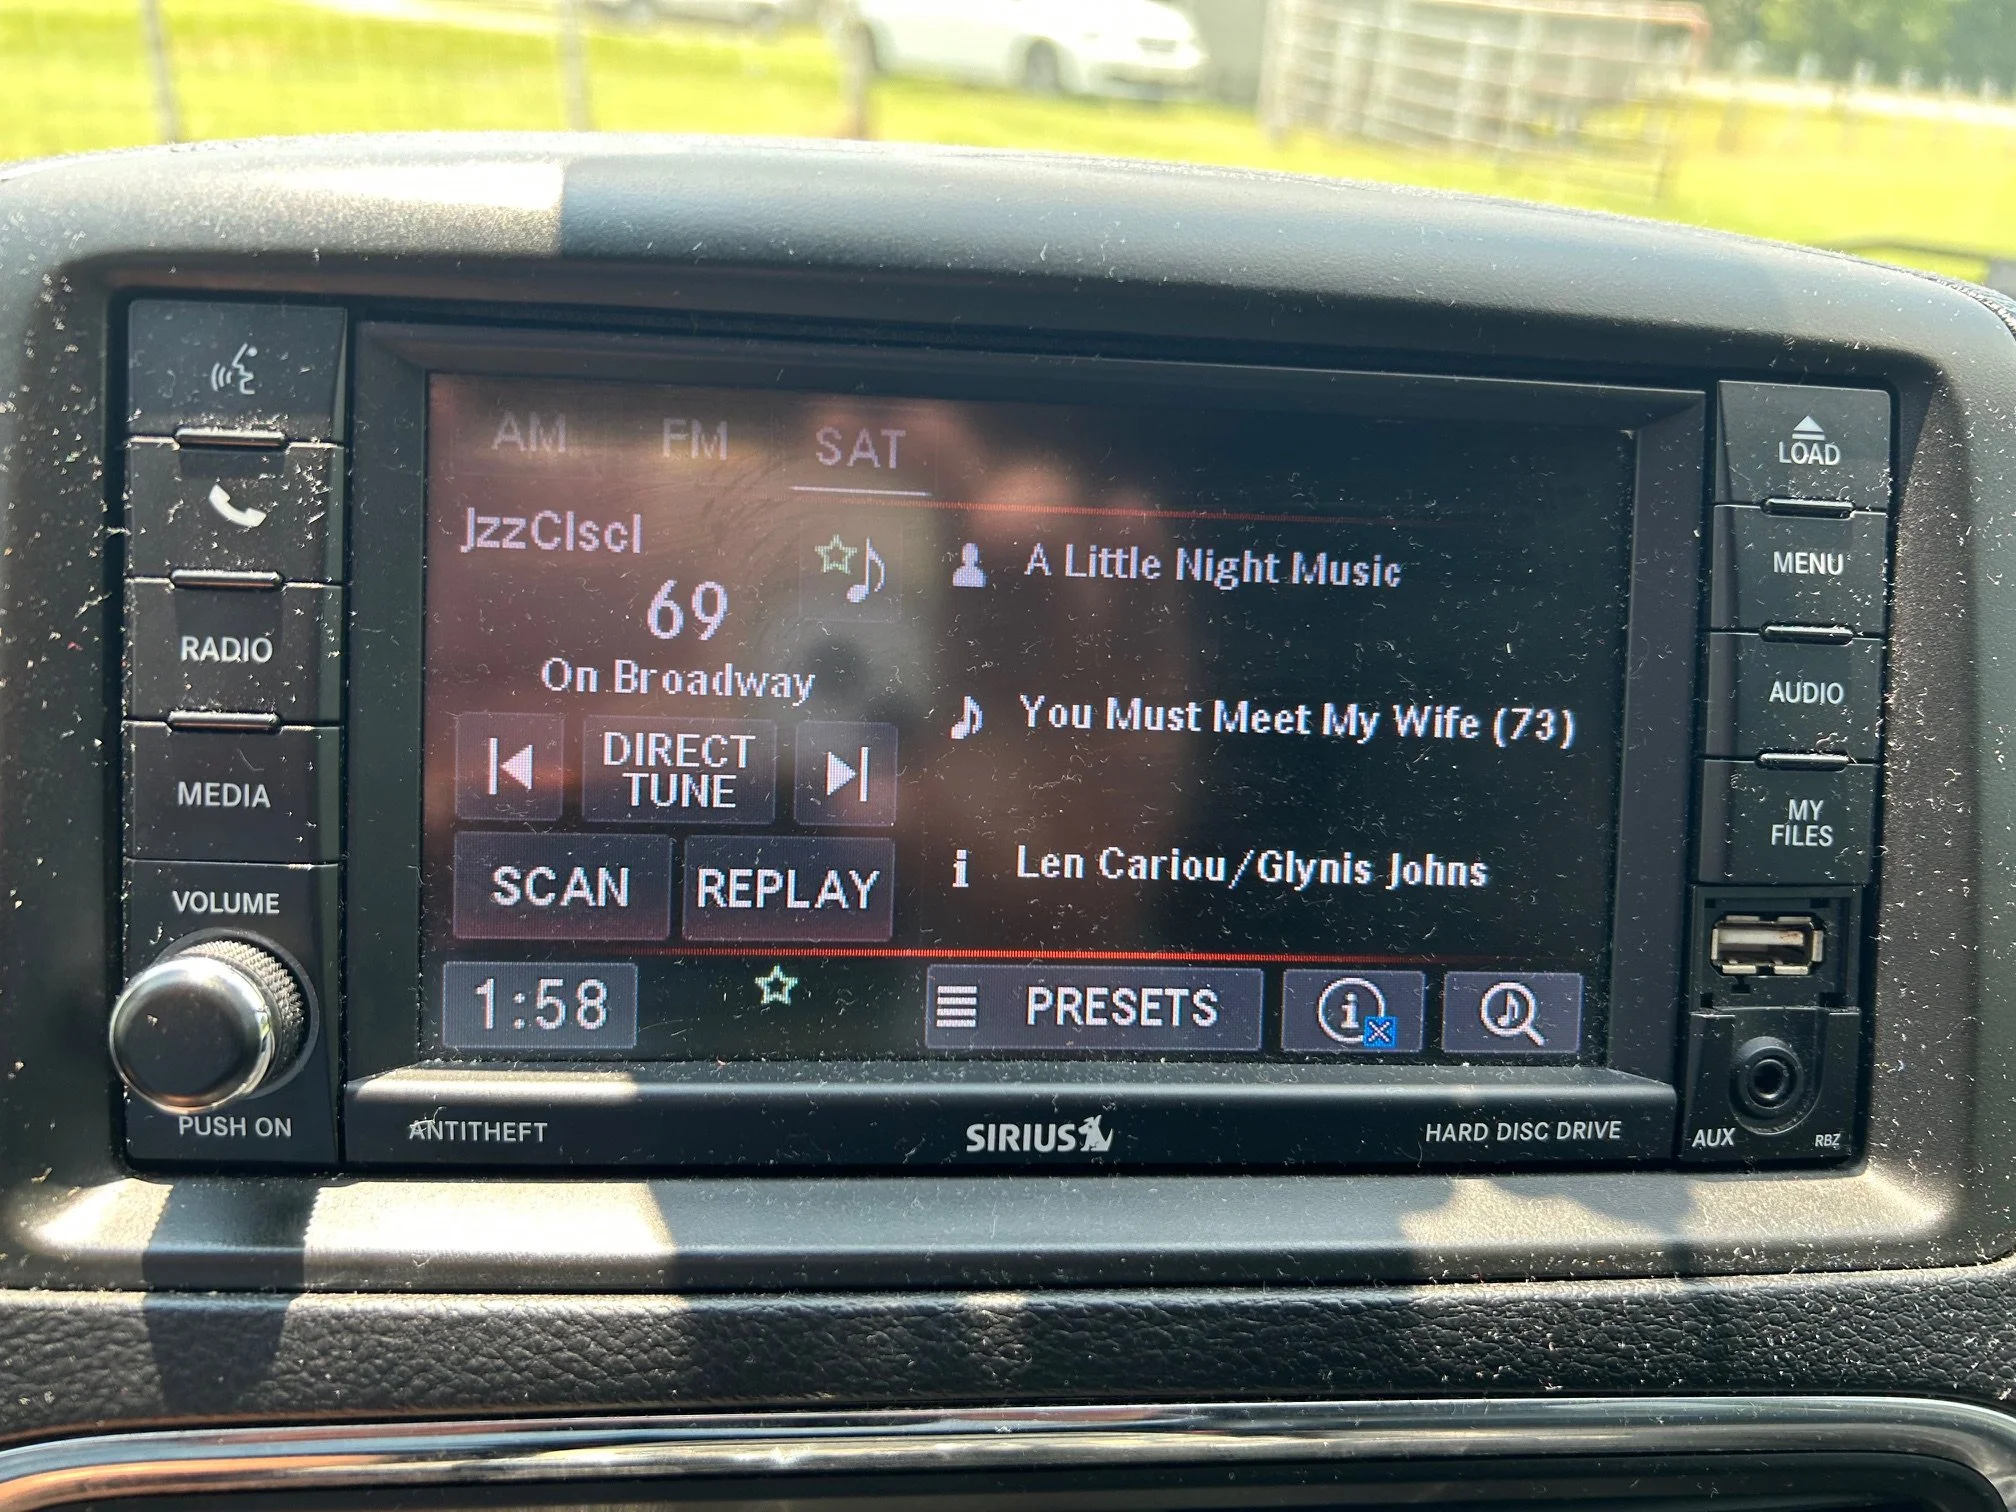 AM FM SAT
JzzClscl
69
On Broadway
DIRECT
TUNE
SCAN
REPLAY
A Little Night Music
You Must Meet My Wife (73)
Len Cariou/Glynis Johns
1:58
PRESETS
RADIO
MEDIA
VOLUME
PUSH ON
LOAD
MENU
AUDIO
MY
FILES
ANTITHEFT
SIRIUS
HARD DISC DRIVE
AUX
RBZ